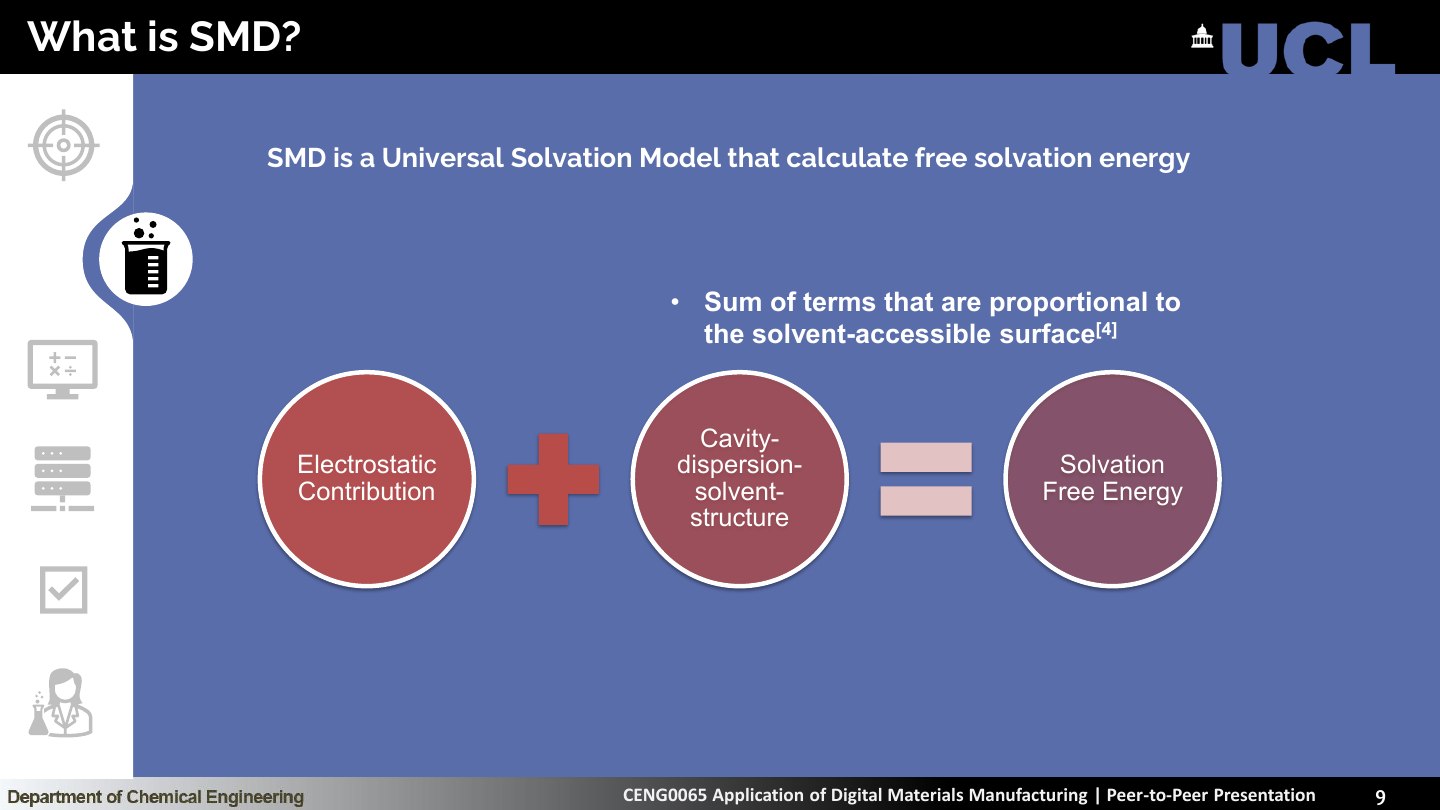 What is SMD?
UCL
SMD is a Universal Solvation Model that calculate free solvation energy
• Sum of terms that are proportional to
the solvent-accessible surface[4]
Electrostatic
Contribution
Cavity-
dispersion-
solvent-
structure
Solvation
Free Energy
Department of Chemical Engineering
CENG0065 Application of Digital Materials Manufacturing | Peer-to-Peer Presentation
9